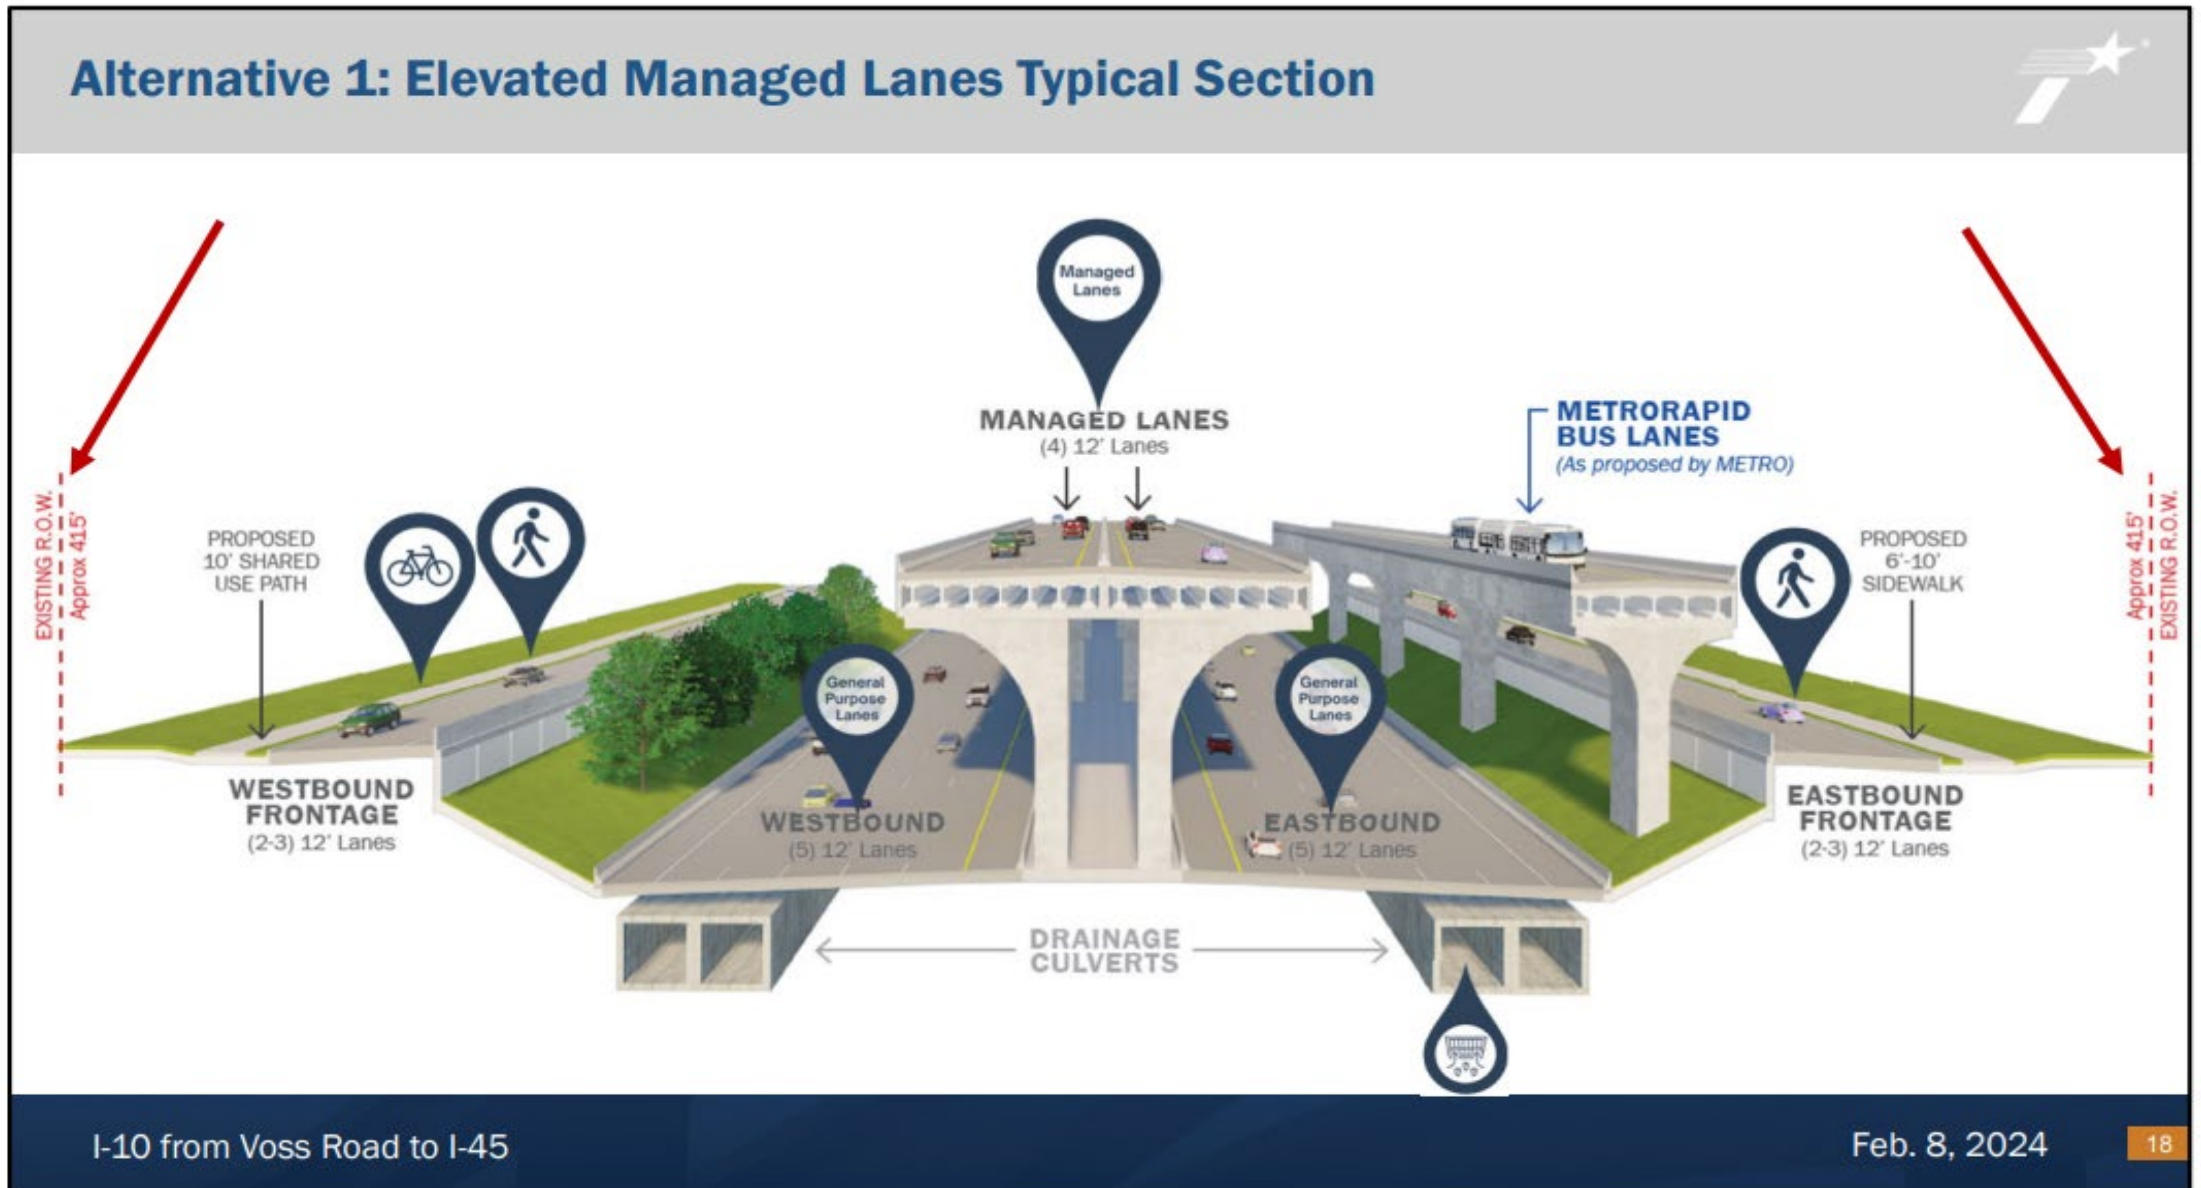 Alternative 1: Elevated Managed Lanes Typical Section
Managed
Lanes
MANAGED LANES
(4) 12' Lanes
METRORAPID
BUS LANES
(As proposed by METRO)
EXISTING R.O.W.
Approx 415'
PROPOSED
10' SHARED
USE PATH
PROPOSED
6'-10'
SIDEWALK
Approx 415'
EXISTING R.O.W.
General
Purpose
Lanes
General
Purpose
Lanes
WESTBOUND
FRONTAGE
(2-3) 12' Lanes
WESTBOUND
(5) 12' Lanes
EASTBOUND
(5) 12' Lanes
EASTBOUND
FRONTAGE
(2-3) 12' Lanes
DRAINAGE
CULVERTS
I-10 from Voss Road to I-45
Feb. 8, 2024
18